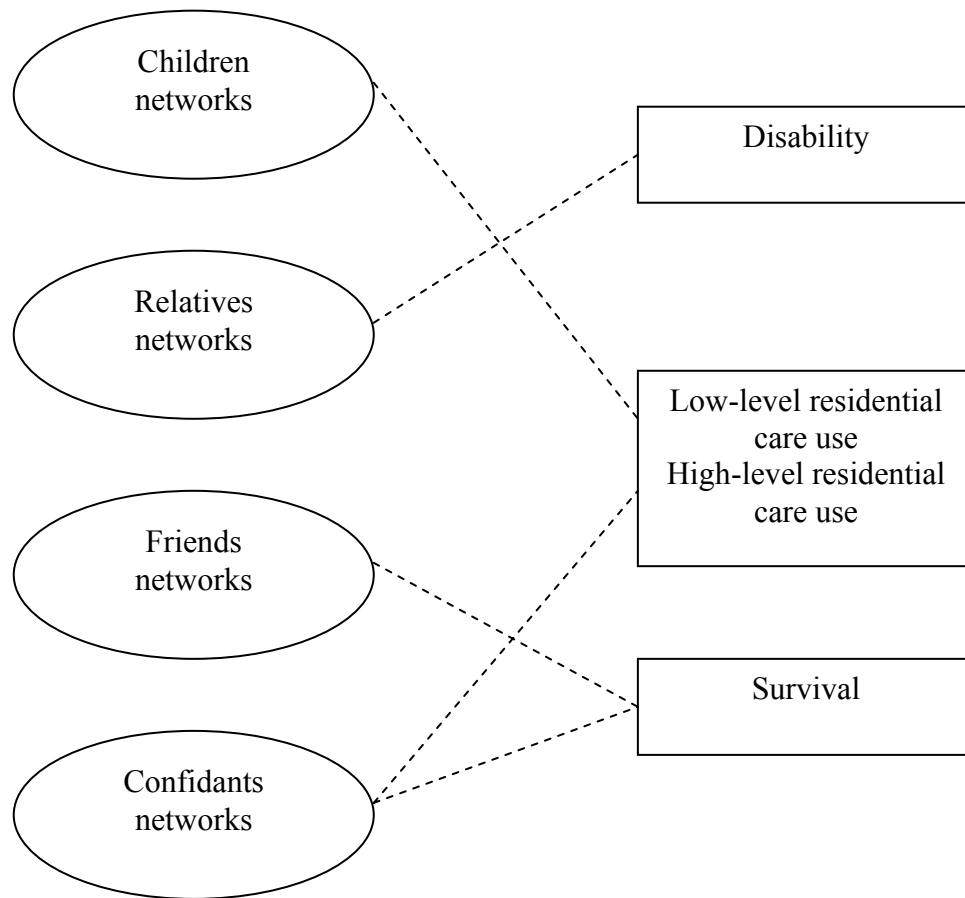 Children
networks
Disability
Relatives
networks
Low-level residential
care use
High-level residential
care use
Friends
networks
Survival
Confidants
networks